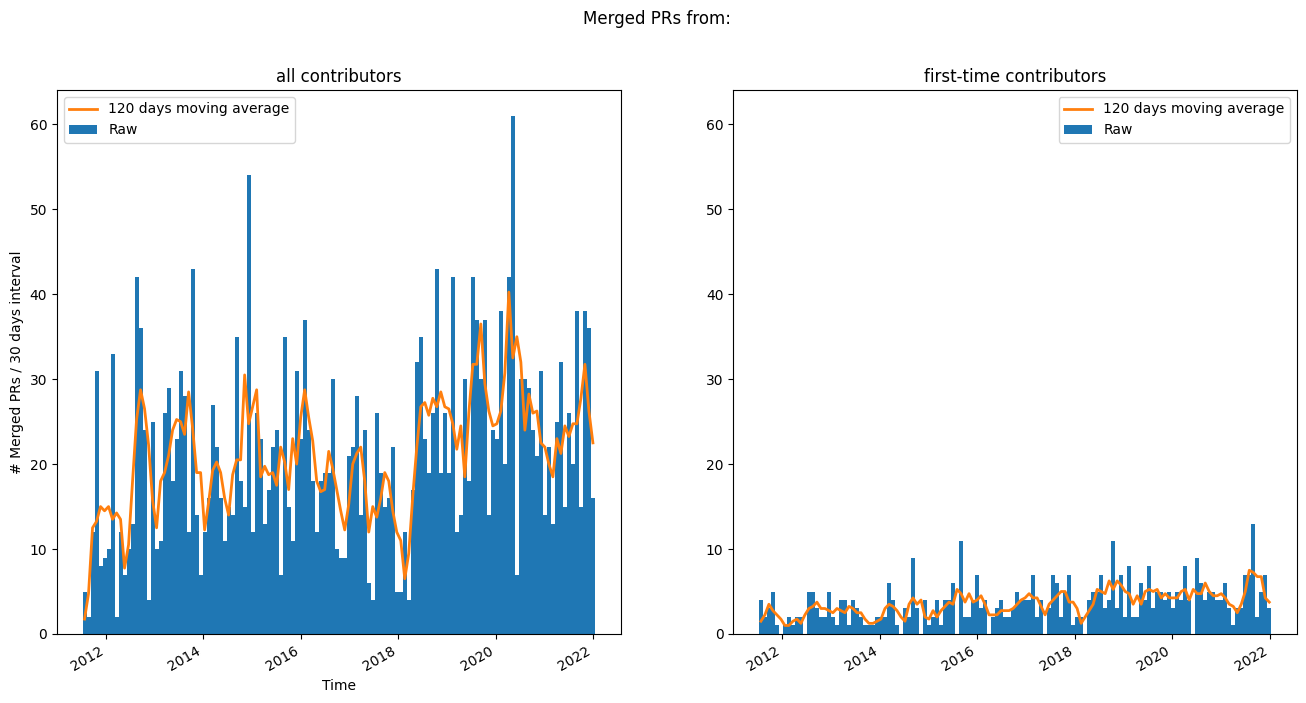 Merged PRs from:
all contributors
120 days moving average
Raw
# Merged PRs / 30 days interval
60
50
40
30
20
10
0
2012
2014
2016
2018
2020
2022
Time
first-time contributors
120 days moving average
Raw
60
50
40
30
20
10
0
2012
2014
2016
2018
2020
2022